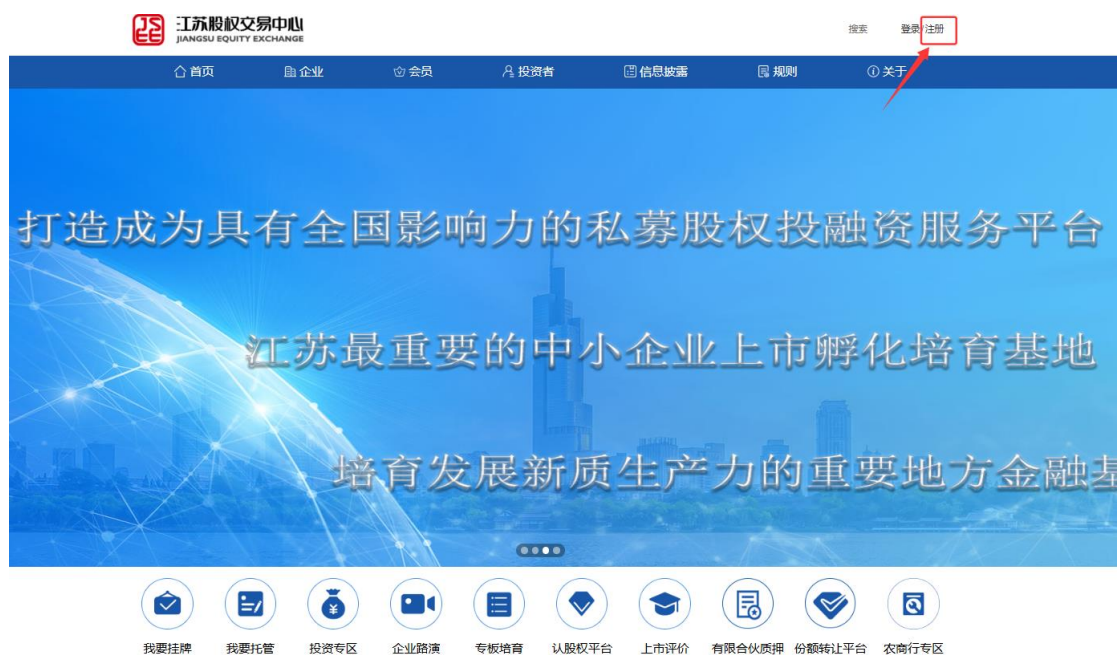 江苏股权交易中心
JIANGSU EQUITY EXCHANGE
搜索 登录/注册
首页 企业 会员 投资者 信息披露 规则 关于
打造成为具有全国影响力的私募股权投融资服务平台
江苏最重要的中小企业上市孵化培育基地
培育发展新质生产力的重要地方金融基
我要挂牌 我要托管 投资专区 企业路演 专板培育 认股权平台 上市评价 有限合伙质押 份额转让平台 农商行专区